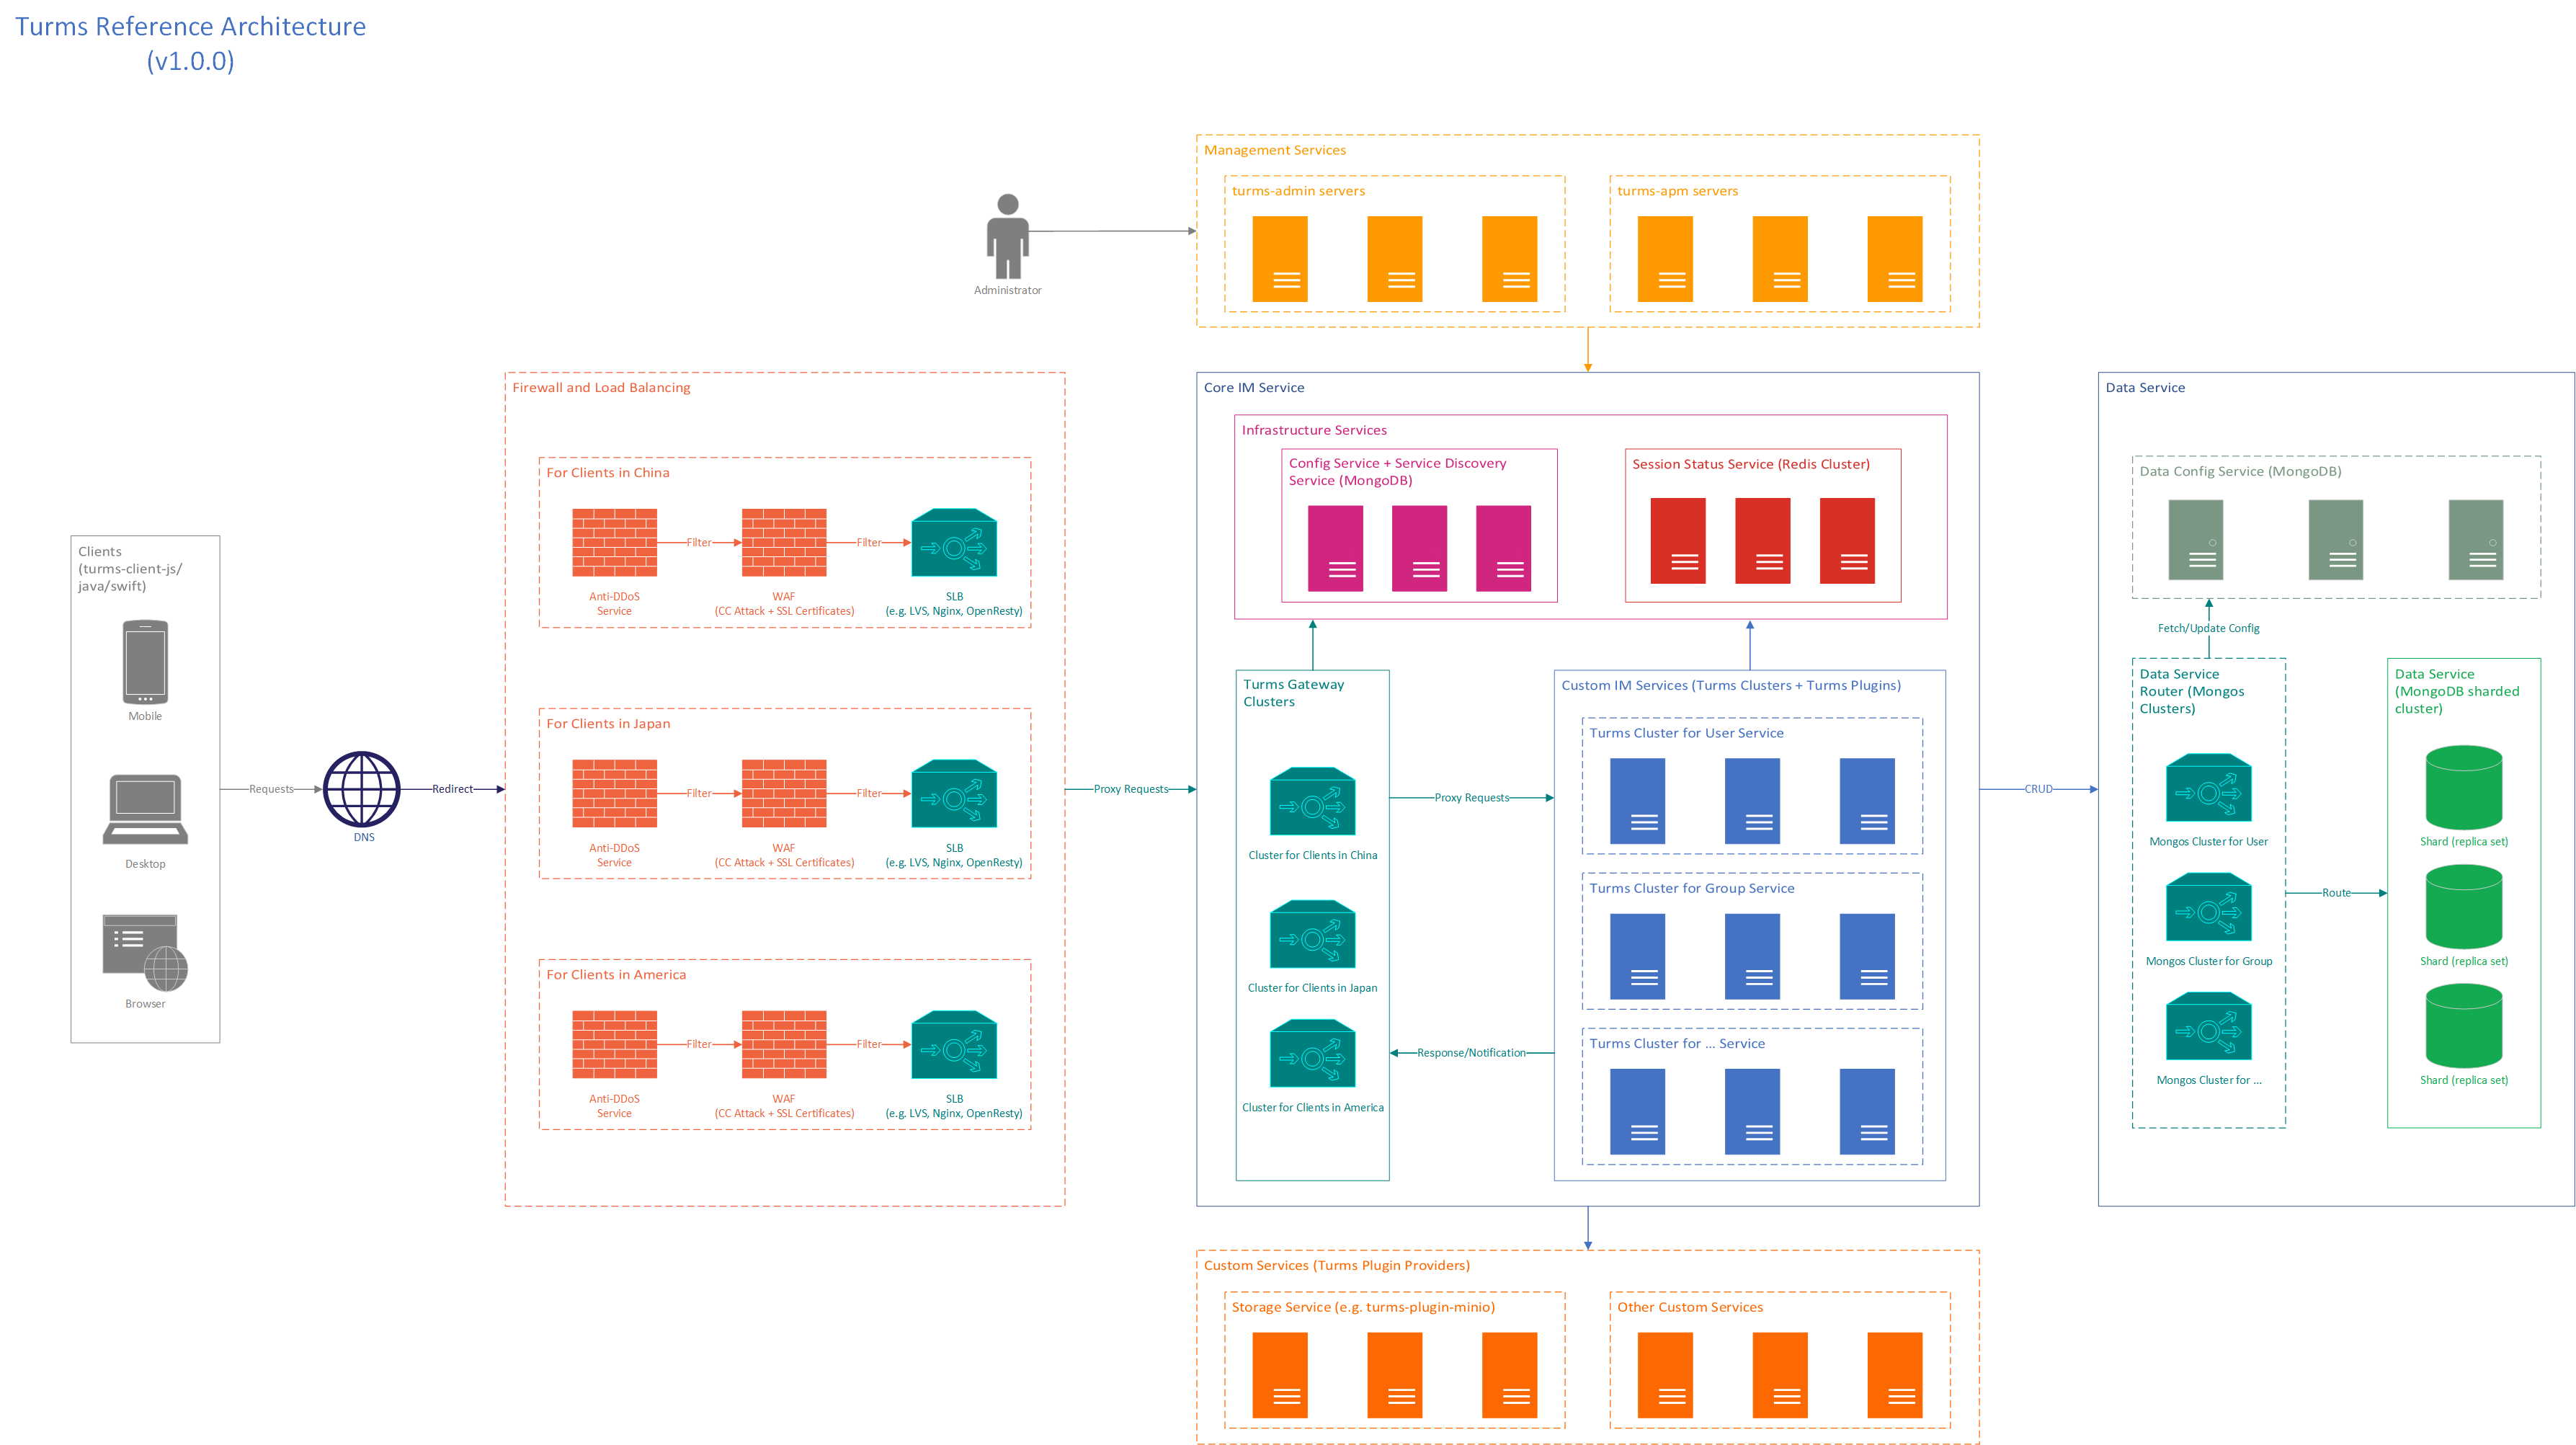 Turms Reference Architecture
(v1.0.0)
Management Services
turms-admin servers
turms-apm servers
Administrator
Clients
(turms-client-js/
java/swift)
Mobile
Desktop
Browser
Requests
DNS
Redirect
Firewall and Load Balancing
For Clients in China
Filter
Filter
Anti-DDoS
Service
WAF
(CC Attack + SSL Certificates)
SLB
(e.g. LVS, Nginx, OpenResty)
For Clients in Japan
Filter
Filter
Anti-DDoS
Service
WAF
(CC Attack + SSL Certificates)
SLB
(e.g. LVS, Nginx, OpenResty)
For Clients in America
Filter
Filter
Anti-DDoS
Service
WAF
(CC Attack + SSL Certificates)
SLB
(e.g. LVS, Nginx, OpenResty)
Proxy Requests
Core IM Service
Infrastructure Services
Config Service + Service Discovery
Service (MongoDB)
Session Status Service (Redis Cluster)
Turms Gateway
Clusters
Cluster for Clients in China
Cluster for Clients in Japan
Cluster for Clients in America
Proxy Requests
Response/Notification
Custom IM Services (Turms Clusters + Turms Plugins)
Turms Cluster for User Service
Turms Cluster for Group Service
Turms Cluster for ... Service
CRUD
Data Service
Data Config Service (MongoDB)
Fetch/Update Config
Data Service
Router (Mongos
Clusters)
Mongos Cluster for User
Mongos Cluster for Group
Mongos Cluster for ...
Route
Data Service
(MongoDB sharded
cluster)
Shard (replica set)
Shard (replica set)
Shard (replica set)
Custom Services (Turms Plugin Providers)
Storage Service (e.g. turms-plugin-minio)
Other Custom Services